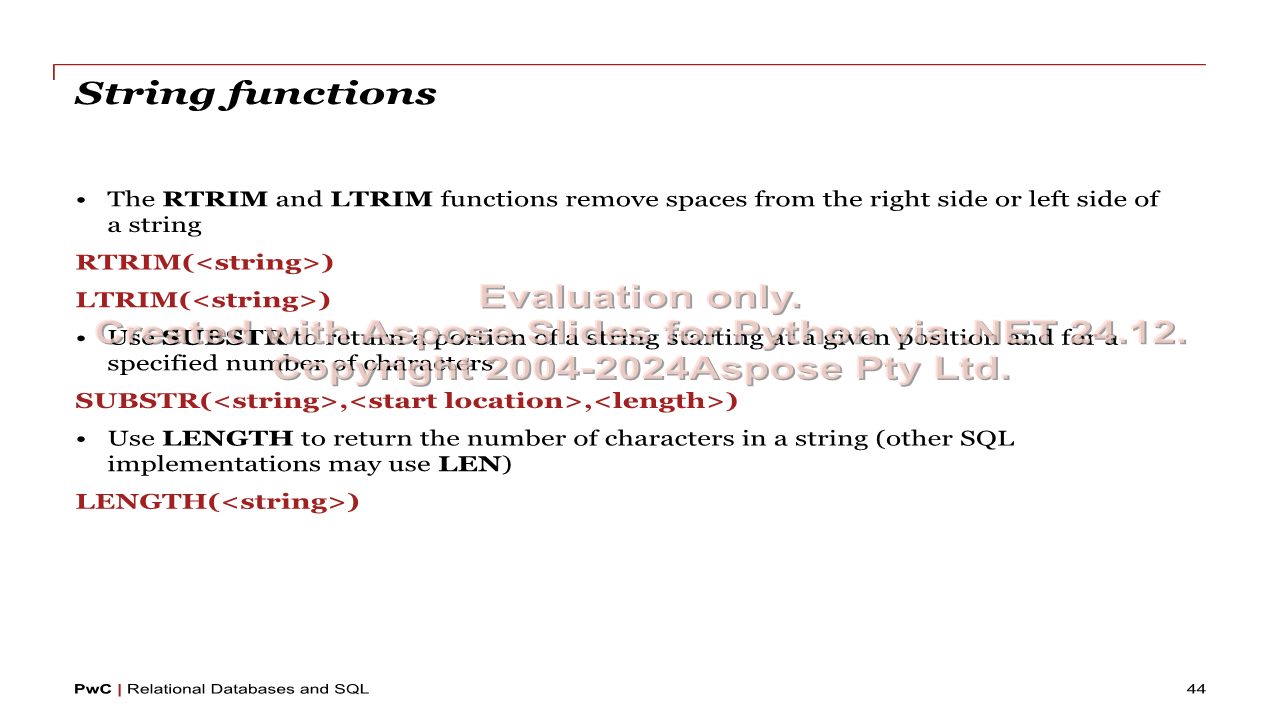 String functions
• The RTRIM and LTRIM functions remove spaces from the right side or left side of
a string
RTRIM(<string>)
LTRIM(<string>)
Evaluation only.
Created with Aspose.Slides for Python via .NET 24.12.
Copyright 2004-2024Aspose Pty Ltd.
• Use SUBSTR to return a portion of a string starting at a given position and for a
specified number of characters
SUBSTR(<string>,<start location>,<length>)
• Use LENGTH to return the number of characters in a string (other SQL
implementations may use LEN)
LENGTH(<string>)
PwC | Relational Databases and SQL
44